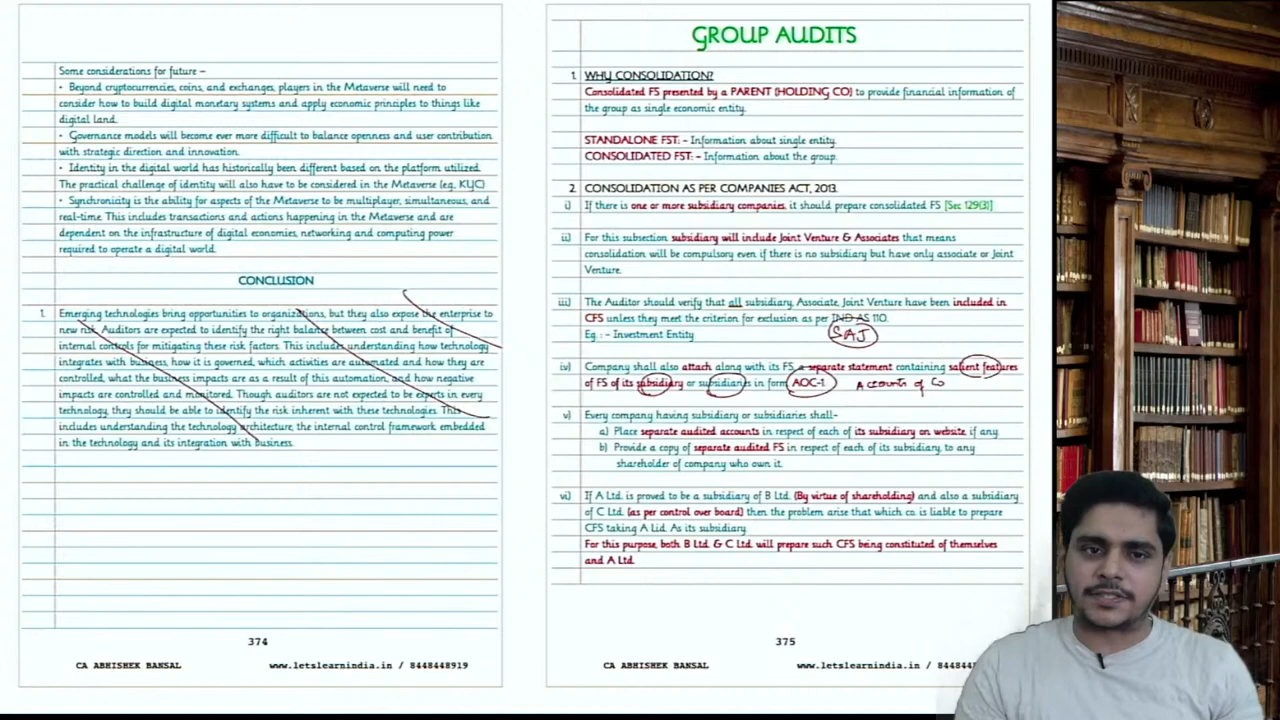 Some considerations for future –
• Beyond cryptocurrencies, coins, and exchanges, players in the Metaverse will need to
consider how to build digital monetary systems and apply economic principles to things like
digital land.
• Governance models will become ever more difficult to balance openness and user contribution
with strategic direction and innovation.
• Identity in the digital world has historically been different based on the platform utilized.
The practical challenge of identity will also have to be considered in the Metaverse (eg, KYC)
• Synchronicity is the ability for aspects of the Metaverse to be multiplayer, simultaneous, and
real-time. This includes transactions and actions happening in the Metaverse and are
dependent on the infrastructure of digital economies, networking and computing power
required to operate a digital world.
CONCLUSION
1. Emerging technologies bring opportunities to organizations, but they also expose the enterprise to
new risk. Auditors are expected to identify the right balance between cost and benefit of
internal controls for mitigating these risk factors. This includes understanding how technology
integrates with business, how it is governed, which activities are automated and how they are
controlled, what the business impacts are as a result of this automation, and how negative
impacts are controlled and monitored. Though auditors are not expected to be experts in every
technology, they should be able to identify the risk inherent with these technologies. This
includes understanding the technology architecture, the internal control framework embedded
in the technology and its integration with business.
374
CA ABHISHEK BANSAL www.letslearnindia.in / 8448448919
GROUP AUDITS
1. WHY CONSOLIDATION?
Consolidated FS presented by a PARENT (HOLDING CO) to provide financial information of
the group as single economic entity.
STANDALONE FST: – Information about single entity.
CONSOLIDATED FST: – Information about the group.
2. CONSOLIDATION AS PER COMPANIES ACT, 2013.
i) If there is one or more subsidiary companies, it should prepare consolidated FS [Sec 129(3)]
ii) For this subsection subsidiary will include Joint Venture & Associates that means
consolidation will be compulsory even if there is no subsidiary but have only associate or Joint
Venture.
iii) The Auditor should verify that all subsidiary, Associate, Joint Venture have been included in
CFS unless they meet the criterion for exclusion as per IND AS 110.
Eg. : – Investment Entity
SAJ
iv) Company shall also attach along with its FS, a separate statement containing salient features
of FS of its subsidiary or subsidiaries in form AOC-1. Accounts of Co
v) Every company having subsidiary or subsidiaries shall–
a) Place separate audited accounts in respect of each of its subsidiary on website, if any.
b) Provide a copy of separate audited FS in respect of each of its subsidiary, to any
shareholder of company who own it.
vi) If A Ltd. is proved to be a subsidiary of B Ltd. (By virtue of shareholding) and also a subsidiary
of C Ltd. (as per control over board) then the problem arise that which co. is liable to prepare
CFS taking A Ltd. As its subsidiary.
For this purpose, both B Ltd. & C Ltd. will prepare such CFS being constituted of themselves
and A Ltd.
375
CA ABHISHEK BANSAL www.letslearnindia.in / 8448448